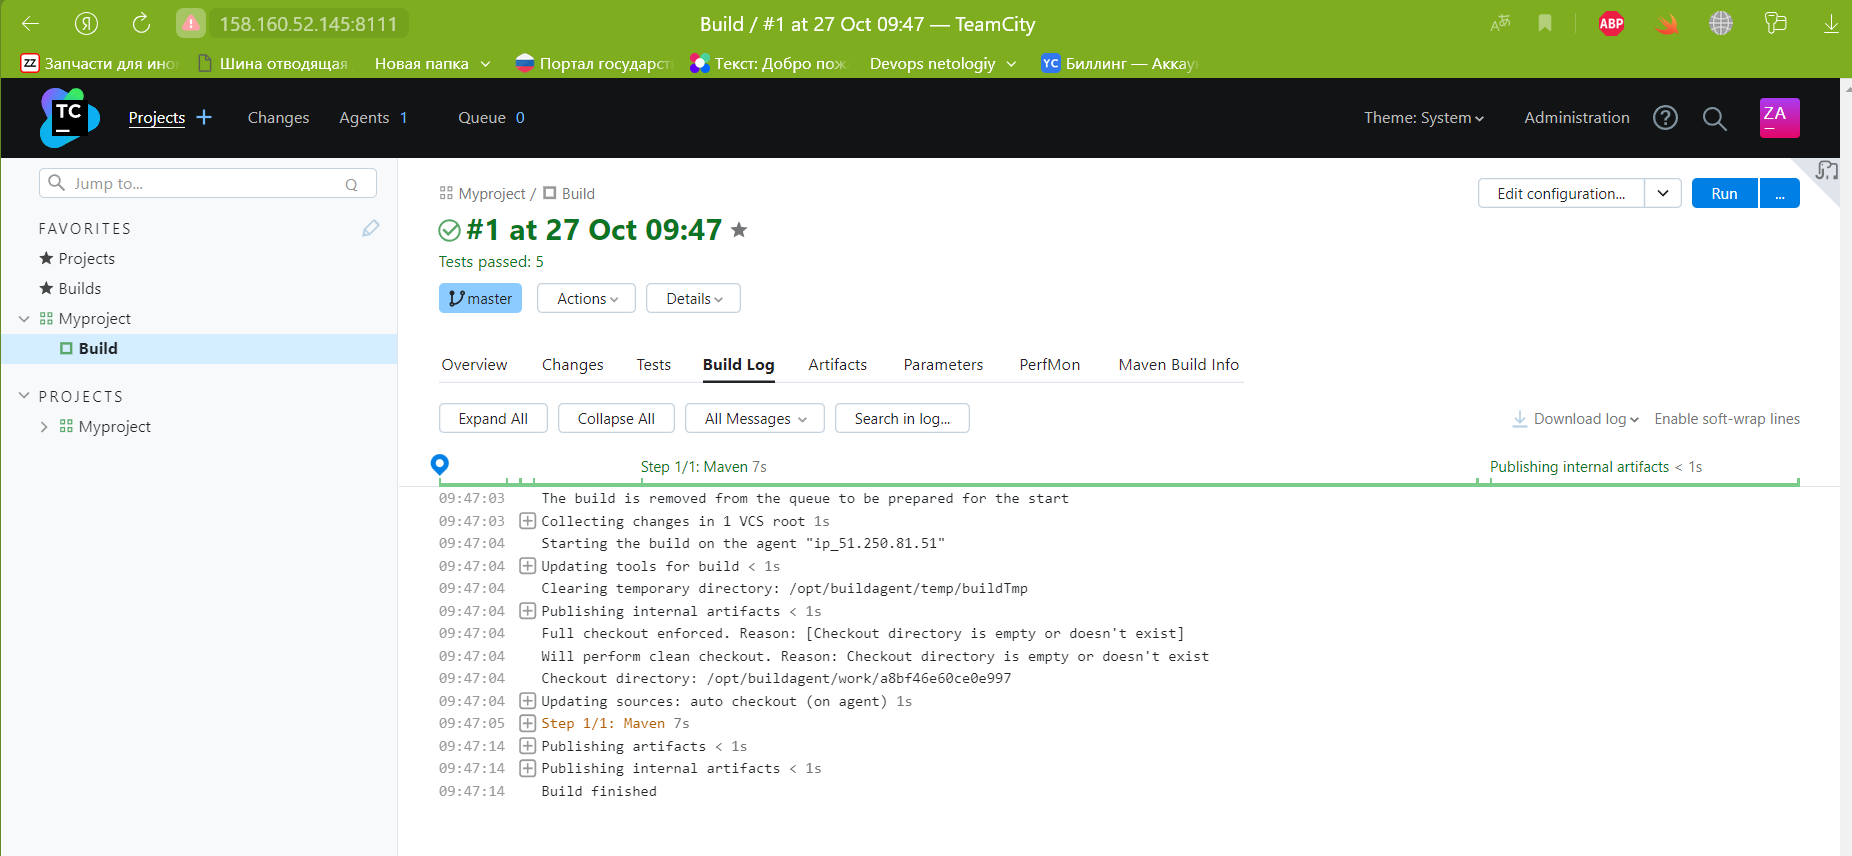 Я 158.160.52.145:8111 Build / #1 at 27 Oct 09:47 — TeamCity ABP
ZZ Запчасти для ино Шина отводящая Новая папка Портал государст Текст: Добро пож Devops netologiy YC Биллинг — Аккау
TC Projects + Changes Agents 1 Queue 0 Theme: System Administration ? ZA
Jump to... Q
FAVORITES
Projects
Builds
Myproject
Build
PROJECTS
Myproject
Myproject / Build
Edit configuration... Run ...
#1 at 27 Oct 09:47
Tests passed: 5
master Actions Details
Overview Changes Tests Build Log Artifacts Parameters PerfMon Maven Build Info
Expand All Collapse All All Messages Search in log... Download log Enable soft-wrap lines
Step 1/1: Maven 7s Publishing internal artifacts < 1s
09:47:03 The build is removed from the queue to be prepared for the start
09:47:03 Collecting changes in 1 VCS root 1s
09:47:04 Starting the build on the agent "ip_51.250.81.51"
09:47:04 Updating tools for build < 1s
09:47:04 Clearing temporary directory: /opt/buildagent/temp/buildTmp
09:47:04 Publishing internal artifacts < 1s
09:47:04 Full checkout enforced. Reason: [Checkout directory is empty or doesn't exist]
09:47:04 Will perform clean checkout. Reason: Checkout directory is empty or doesn't exist
09:47:04 Checkout directory: /opt/buildagent/work/a8bf46e60ce0e997
09:47:04 Updating sources: auto checkout (on agent) 1s
09:47:05 Step 1/1: Maven 7s
09:47:14 Publishing artifacts < 1s
09:47:14 Publishing internal artifacts < 1s
09:47:14 Build finished